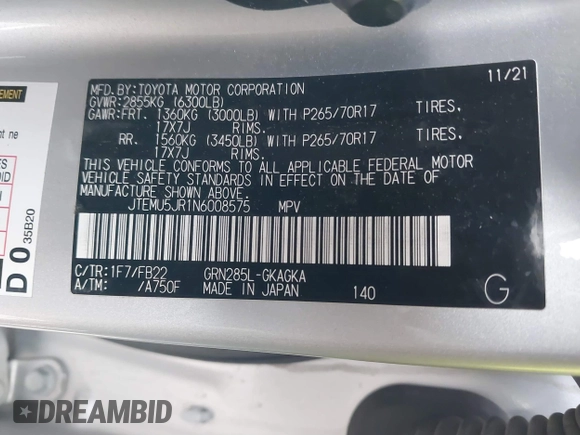 MFD.BY:TOYOTA MOTOR CORPORATION 11/21
GVWR:2855KG (6300LB)
GAWR:FRT. 1360KG (3000LB) WITH P265/70R17 TIRES.
17X7J RIMS.
RR. 1560KG (3450LB) WITH P265/70R17 TIRES.
17X7J RIMS.
THIS VEHICLE CONFORMS TO ALL APPLICABLE FEDERAL MOTOR
VEHICLE SAFETY STANDARDS IN EFFECT ON THE DATE OF
MANUFACTURE SHOWN ABOVE.
JTEMU5JR1N6008575 MPV
C/TR:1F7/FB22 GRN285L-GKAGKA
A/TM: /A750F MADE IN JAPAN 140 G
D0 35B20
DREAMBID